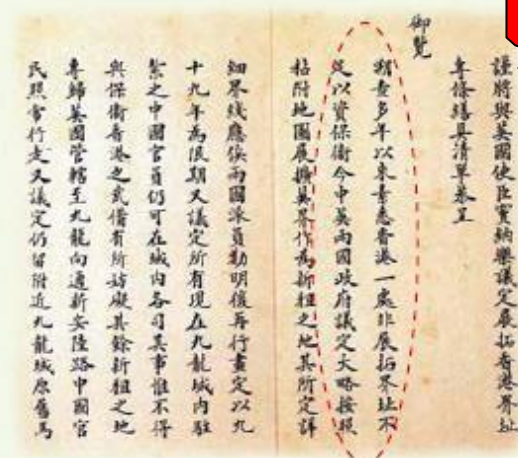 謹將與英國使臣竇納樂議定展拓香港界址
專條繕具清單恭呈
御覽
溯查多年以來素悉香港一處非展拓界址不
足以資保衛今中英兩國政府議定大略按照
粘附地圖展擴英界作為新租之地其所定詳
細界綫應俟兩國派員勘明後再行畫定以九
十九年為限期又議定所有現在九龍城內駐
紮之中國官員仍可在城內各司其事惟不得
與保衛香港之武備有所妨礙其餘新租之地
專歸英國管轄至九龍向通新安陸路中國官
民照常行走又議定仍留附近九龍城原舊馬